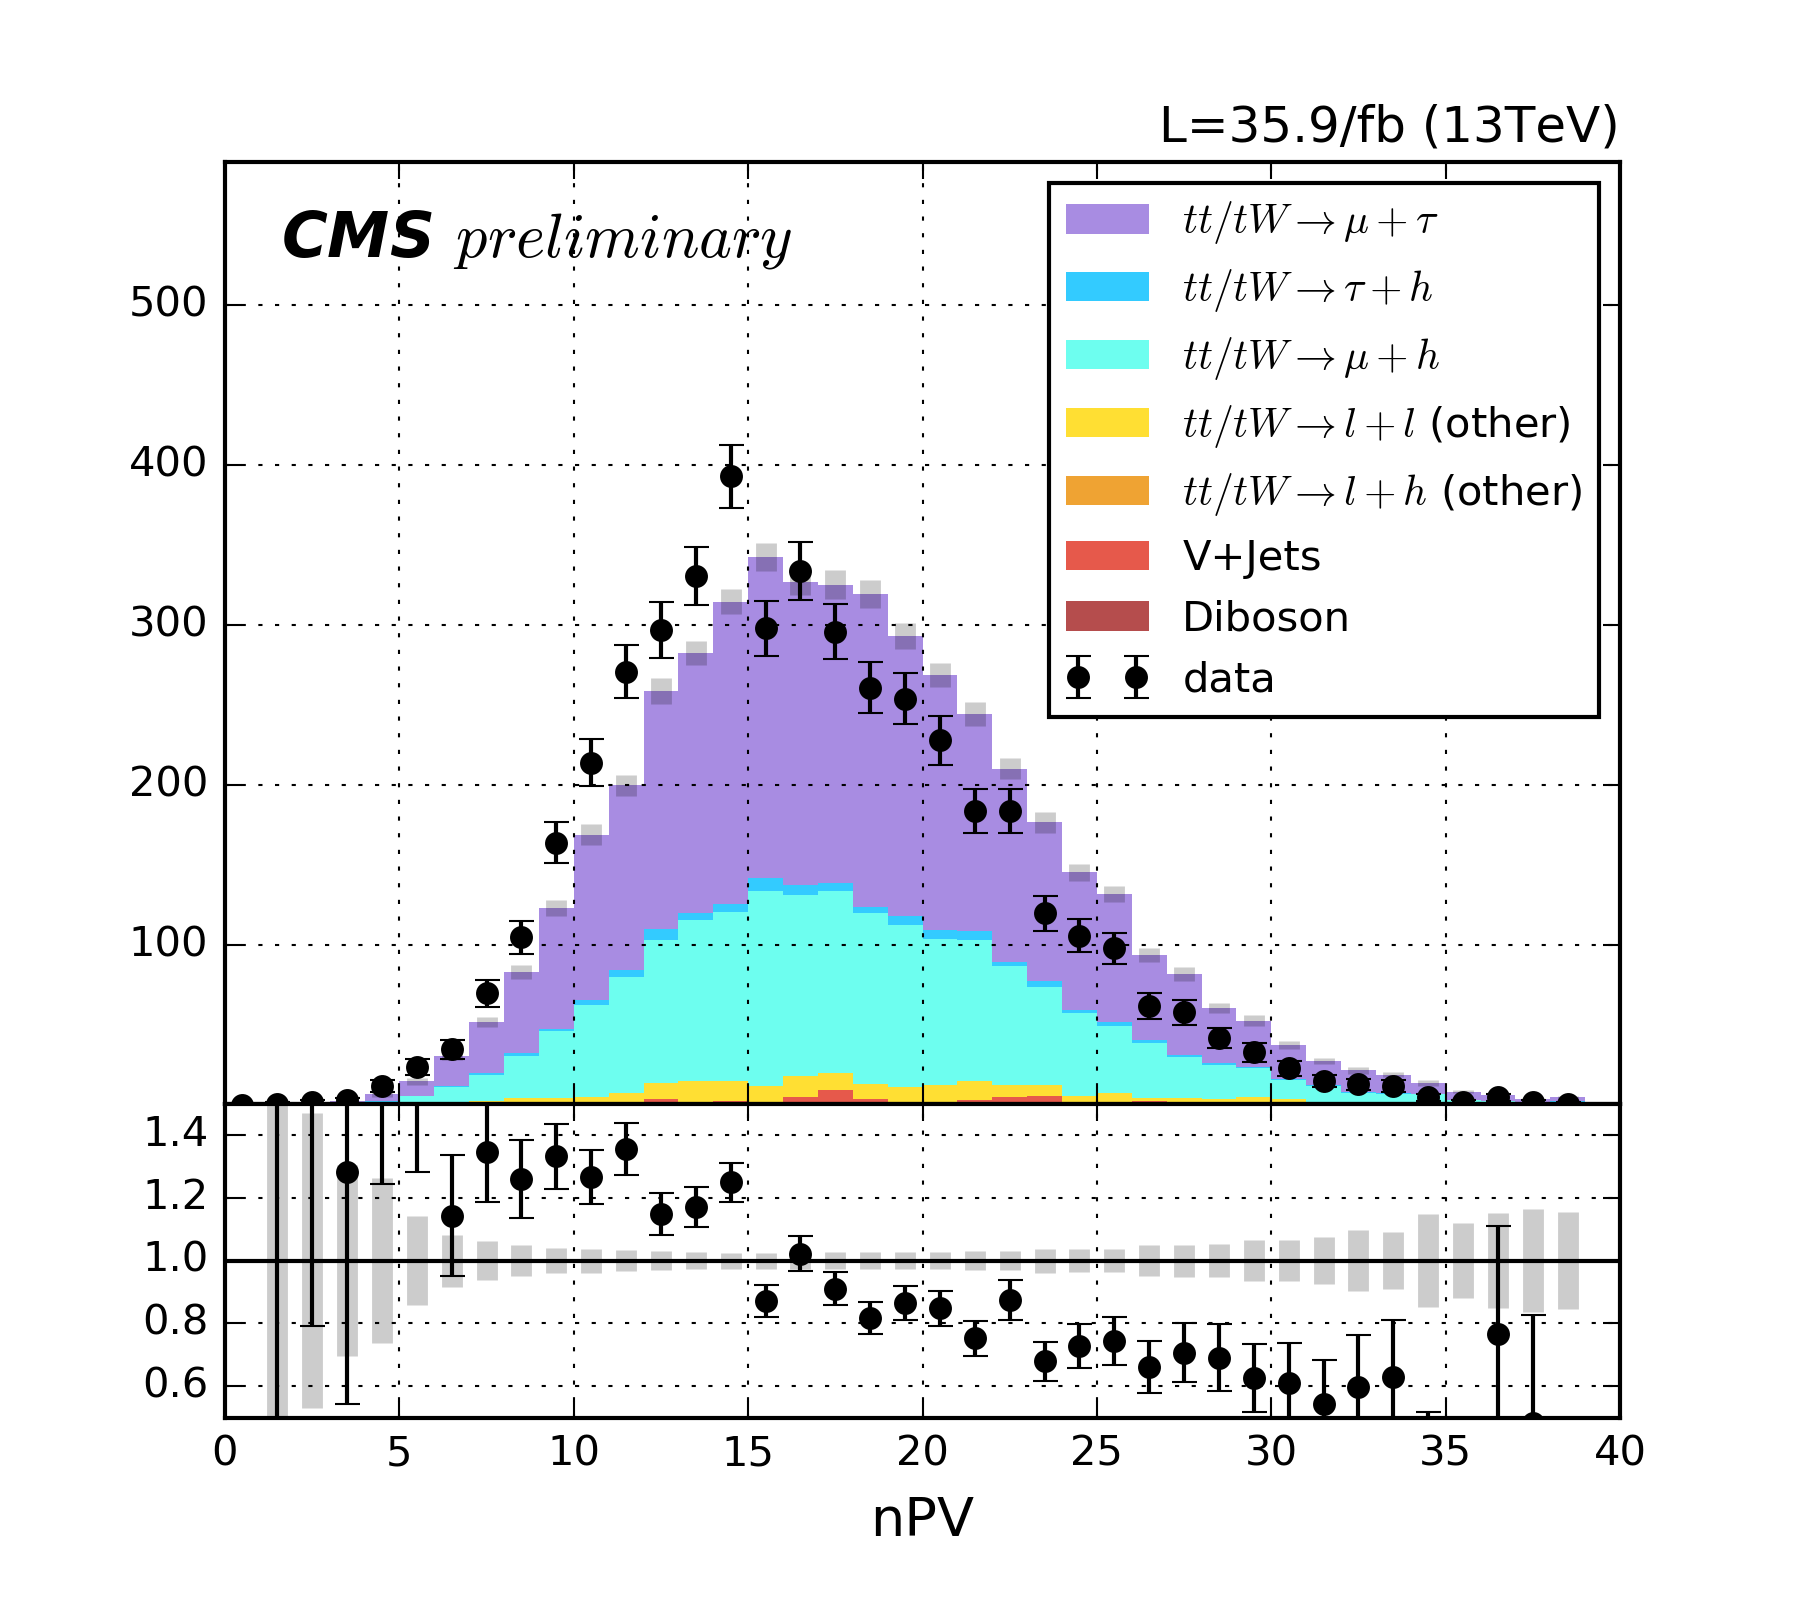 L=35.9/fb (13TeV)
CMS preliminary
tt/tW→μ+τ
tt/tW→τ+h
tt/tW→μ+h
tt/tW→l+l (other)
tt/tW→l+h (other)
V+Jets
Diboson
data
500
400
300
200
100
1.4
1.2
1.0
0.8
0.6
0 5 10 15 20 25 30 35 40
nPV